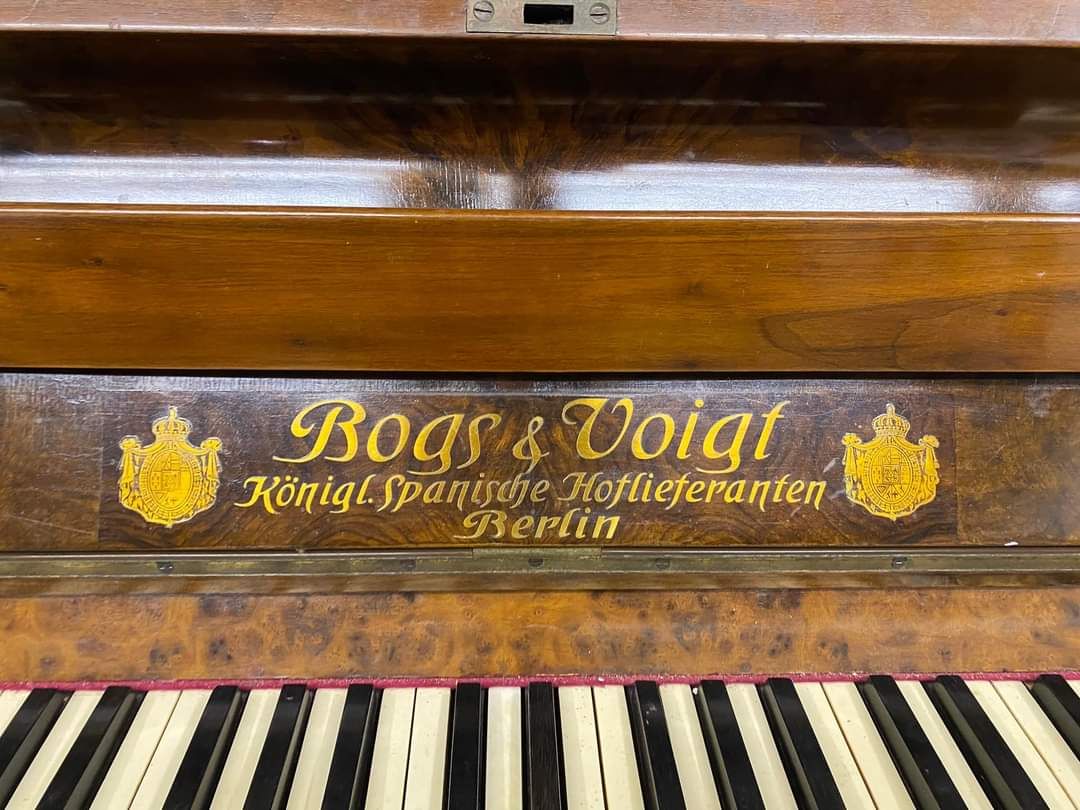 Bogs & Voigt
Königl. Spanische Hoflieferanten
Berlin